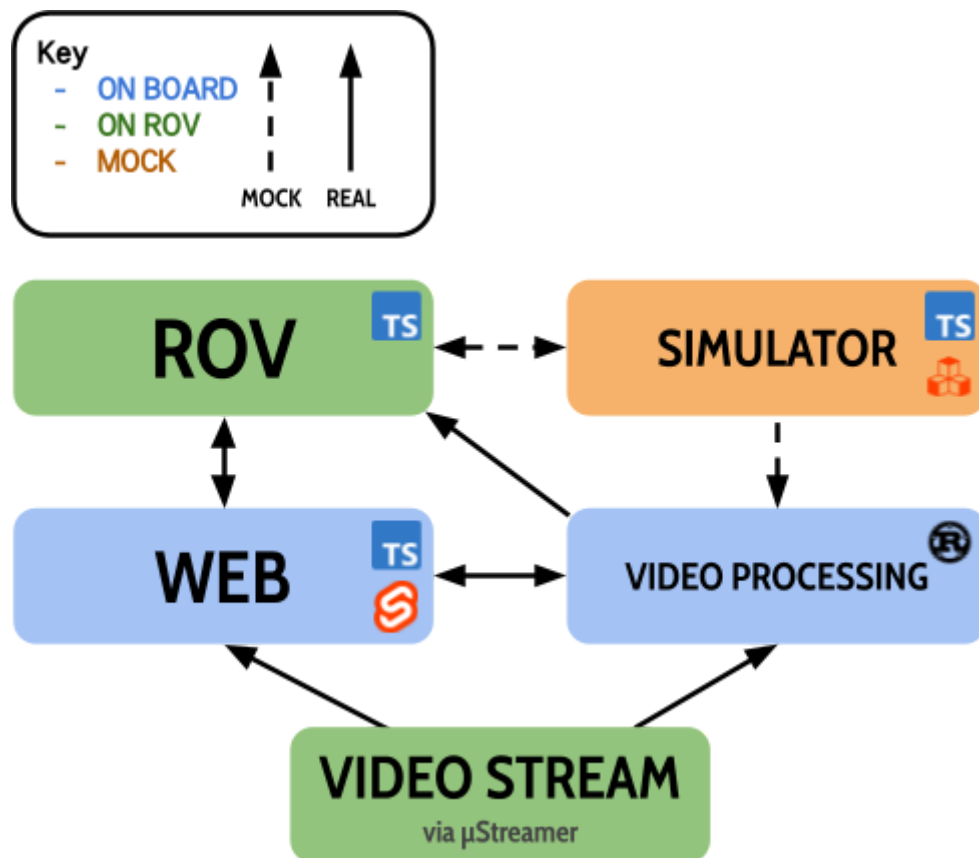 Key
- ON BOARD
- ON ROV
- MOCK
MOCK REAL
ROV TS
SIMULATOR TS
WEB TS
VIDEO PROCESSING R
VIDEO STREAM
via µStreamer